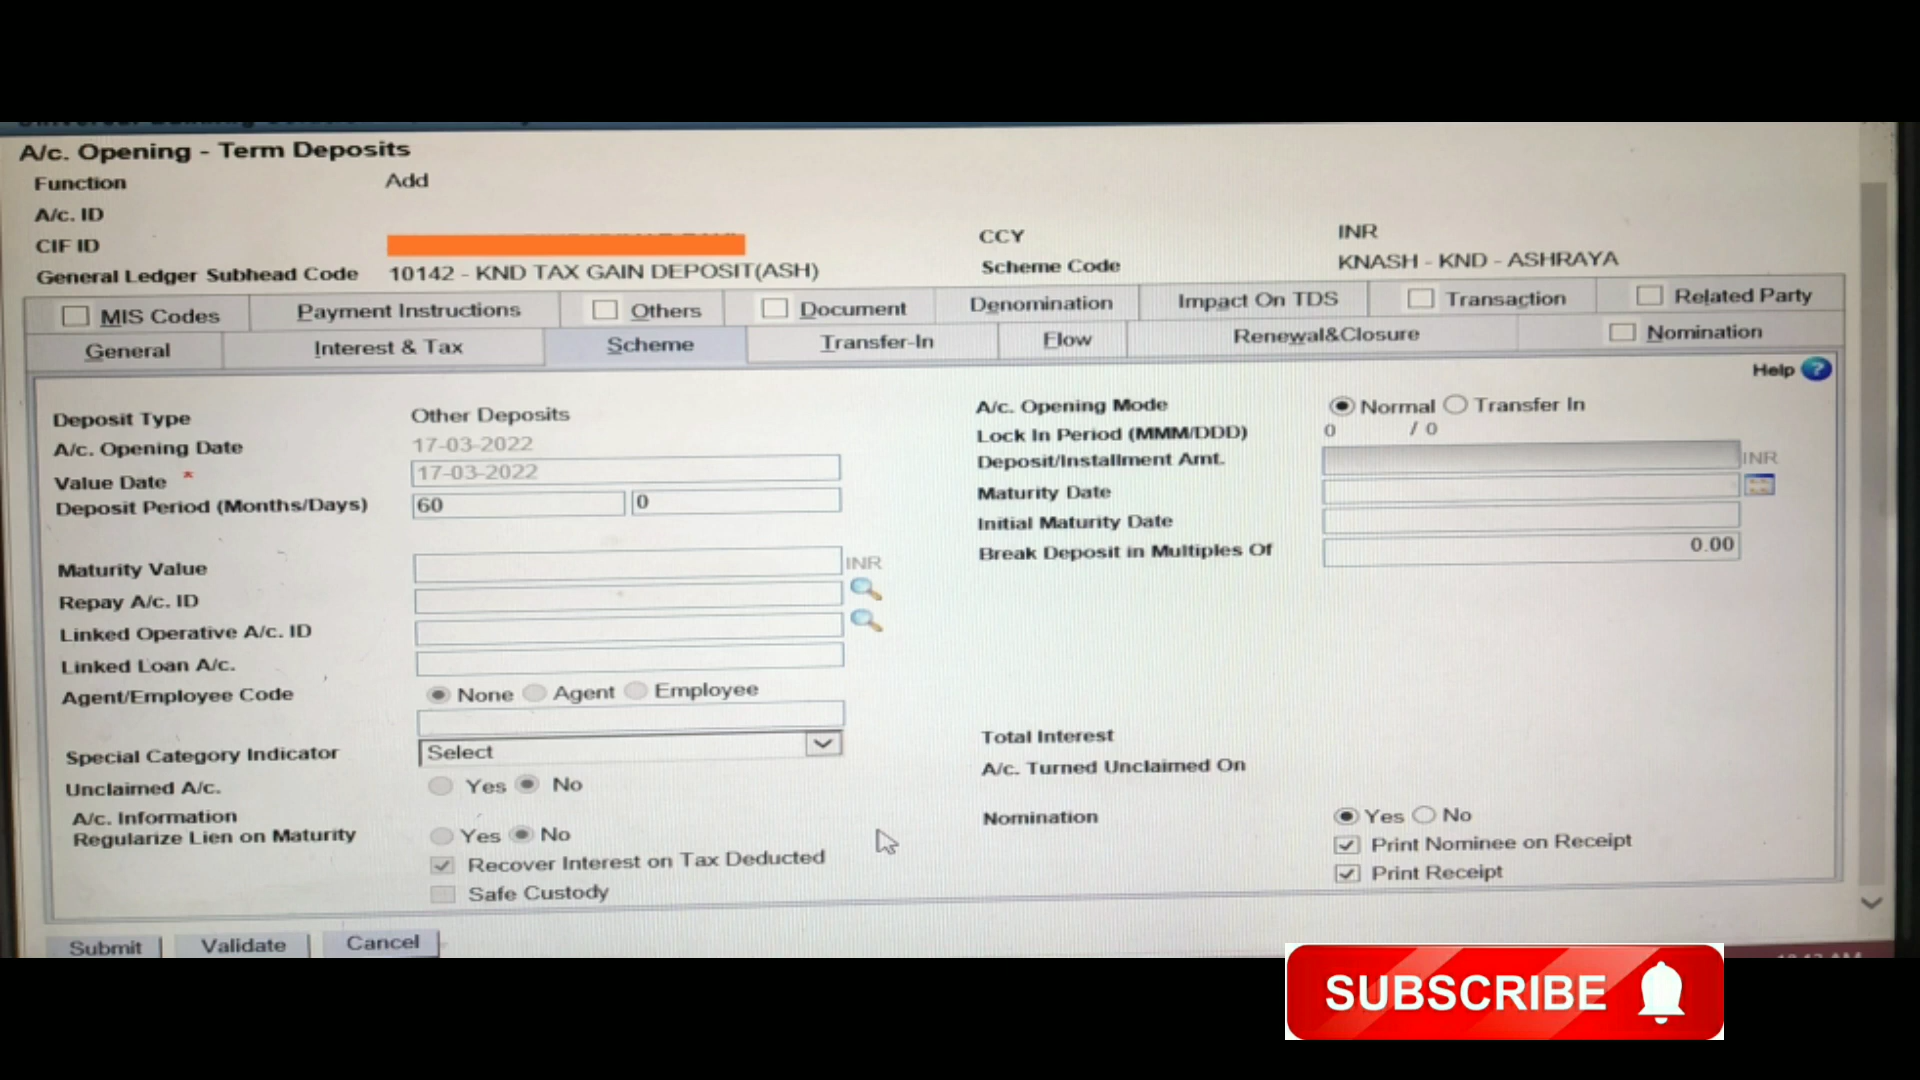 A/c. Opening - Term Deposits
Function Add
A/c. ID
CIF ID CCY INR
General Ledger Subhead Code 10142 - KND TAX GAIN DEPOSIT(ASH) Scheme Code KNASH - KND - ASHRAYA
MIS Codes Payment Instructions Others Document Denomination Impact On TDS Transaction Related Party
General Interest & Tax Scheme Transfer-In Flow Renewal&Closure Nomination
Help ?
Deposit Type Other Deposits A/c. Opening Mode Normal Transfer In
A/c. Opening Date 17-03-2022 Lock In Period (MMM/DDD) 0 / 0
Value Date * 17-03-2022 Deposit/Installment Amt. INR
Deposit Period (Months/Days) 60 0 Maturity Date
Initial Maturity Date
Break Deposit in Multiples Of 0.00
Maturity Value INR
Repay A/c. ID
Linked Operative A/c. ID
Linked Loan A/c.
Agent/Employee Code None Agent Employee
Special Category Indicator Select Total Interest
Unclaimed A/c. Yes No A/c. Turned Unclaimed On
A/c. Information Nomination Yes No
Regularize Lien on Maturity Yes No Print Nominee on Receipt
Recover Interest on Tax Deducted Print Receipt
Safe Custody
Submit Validate Cancel
SUBSCRIBE